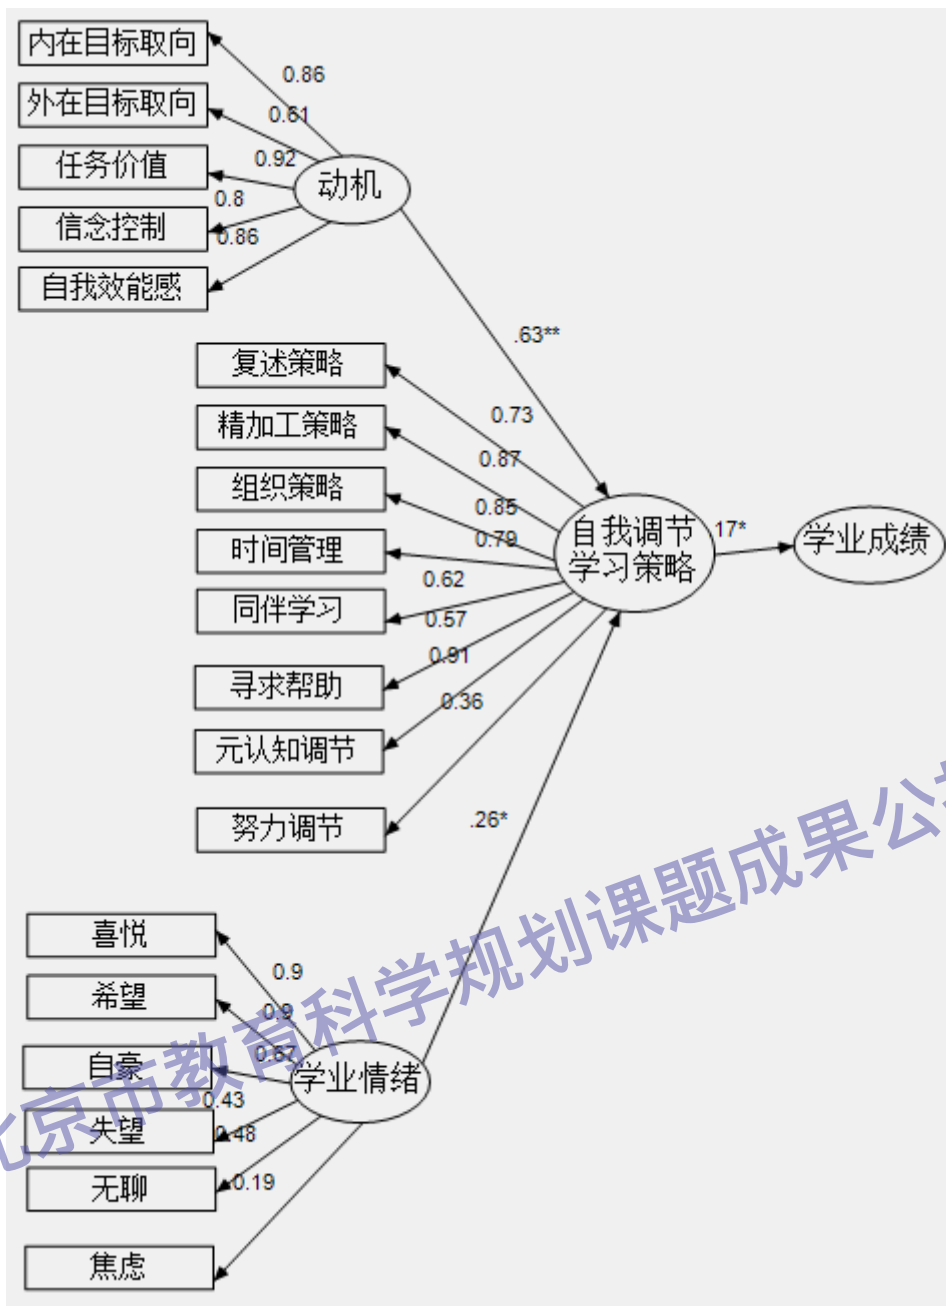 内在目标取向
0.86
外在目标取向
0.61
任务价值
0.92
动机
信念控制
0.8
0.86
自我效能感
.63**
复述策略
0.73
精加工策略
0.87
组织策略
0.85
时间管理
0.79
自我调节
学习策略
17*
学业成绩
同伴学习
0.62
0.57
寻求帮助
0.91
0.36
元认知调节
努力调节
.26*
喜悦
0.9
希望
0.9
自豪
0.87
学业情绪
失望
0.43
0.48
无聊
0.19
焦虑
北京市教育科学规划课题成果公